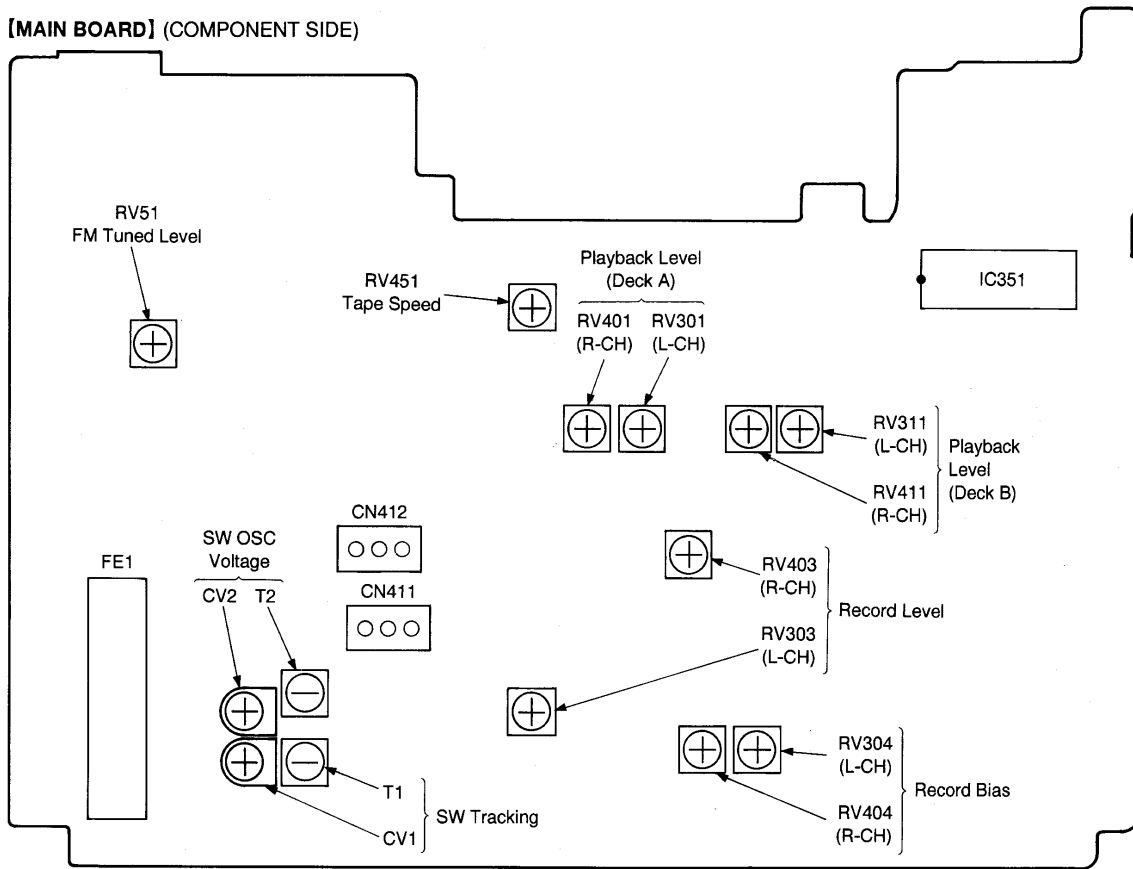 【MAIN BOARD】 (COMPONENT SIDE)
RV51
FM Tuned Level
RV451
Tape Speed
Playback Level
(Deck A)
RV401
(R-CH)
RV301
(L-CH)
IC351
RV311
(L-CH)
RV411
(R-CH)
Playback
Level
(Deck B)
CN412
CN411
SW OSC
Voltage
CV2
T2
FE1
RV403
(R-CH)
RV303
(L-CH)
Record Level
T1
CV1
SW Tracking
RV304
(L-CH)
RV404
(R-CH)
Record Bias